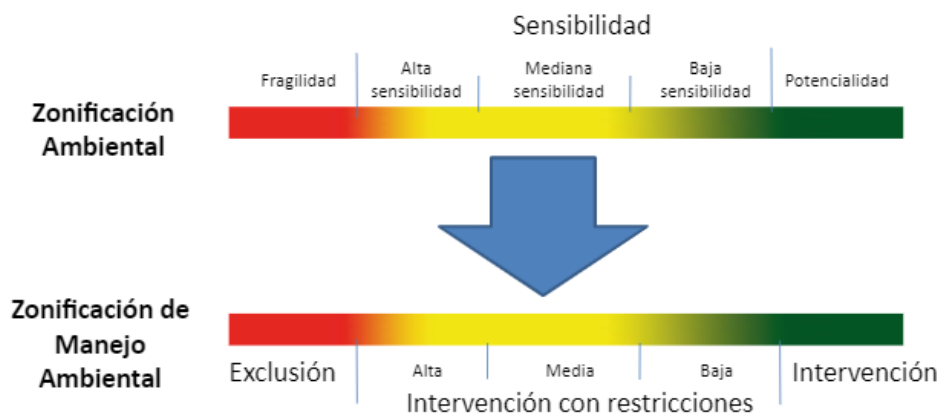 Sensibilidad
Fragilidad
Alta
sensibilidad
Mediana
sensibilidad
Baja
sensibilidad
Potencialidad
Zonificación
Ambiental
Zonificación de
Manejo
Ambiental
Exclusión
Alta
Media
Baja
Intervención
Intervención con restricciones